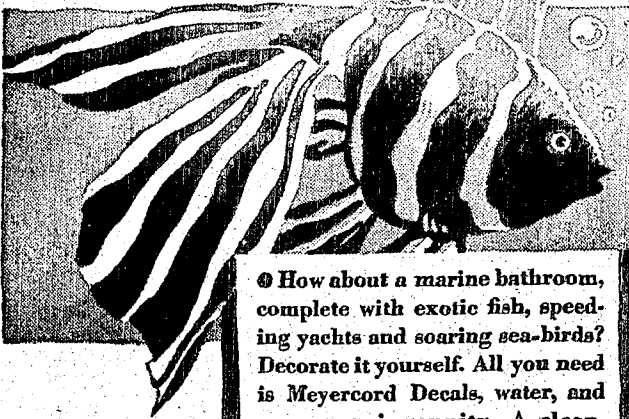 How about a marine bathroom,
complete with exotic fish, speed-
ing yachts and soaring sea-birds?
Decorate it yourself. All you need
is Meyercord Decals, water, and